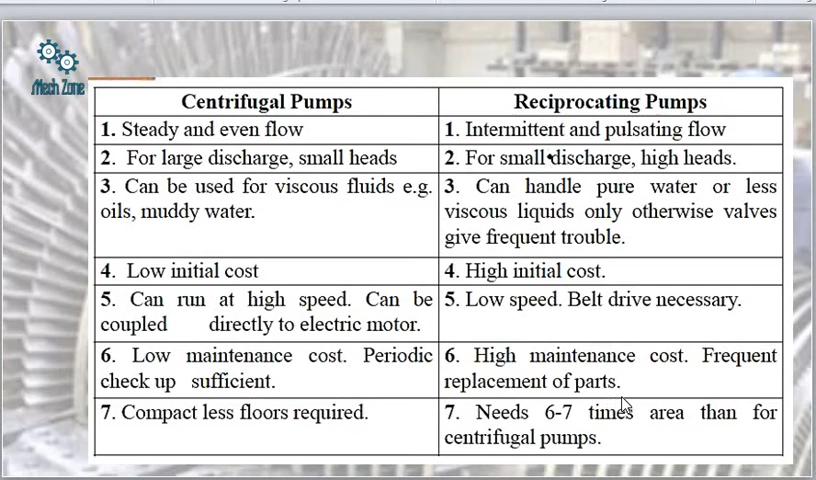 Mech Zone
Centrifugal Pumps
Reciprocating Pumps
1. Steady and even flow
1. Intermittent and pulsating flow
2. For large discharge, small heads
2. For small discharge, high heads.
3. Can be used for viscous fluids e.g.
oils, muddy water.
3. Can handle pure water or less
viscous liquids only otherwise valves
give frequent trouble.
4. Low initial cost
4. High initial cost.
5. Can run at high speed. Can be
coupled directly to electric motor.
5. Low speed. Belt drive necessary.
6. Low maintenance cost. Periodic
check up sufficient.
6. High maintenance cost. Frequent
replacement of parts.
7. Compact less floors required.
7. Needs 6-7 times area than for
centrifugal pumps.